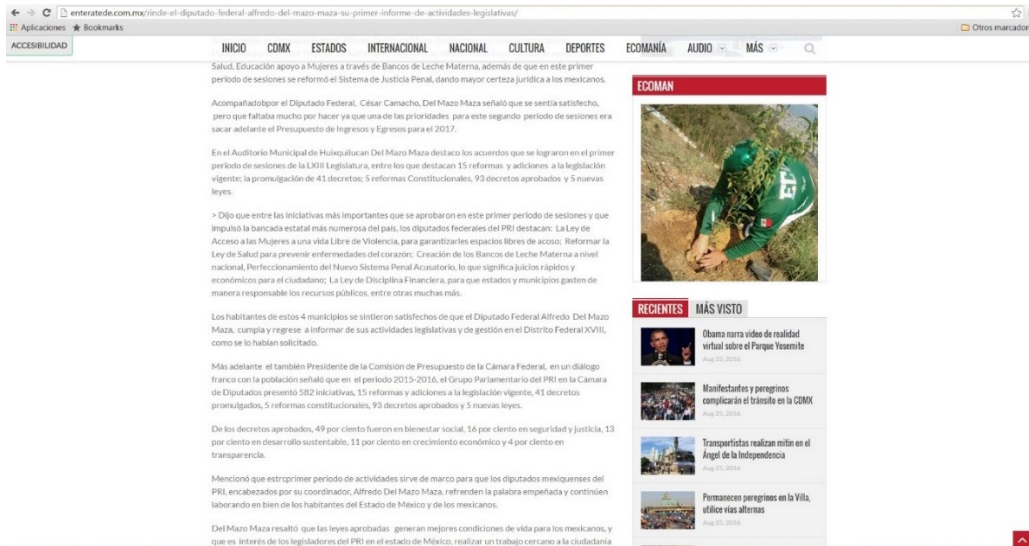 enteratede.com.mx/rinde-el-diputado-federal-alfredo-del-mazo-maza-su-primer-informe-de-actividades-legislativas/
Aplicaciones
Bookmarks
Otros marcador
ACCESIBILIDAD
INICIO CDMX ESTADOS INTERNACIONAL NACIONAL CULTURA DEPORTES ECOMANÍA AUDIO MÁS
Salud, Educación apoyo a Mujeres a través de Bancos de Leche Materna, además de que en este primer
periodo de sesiones se reformó el Sistema de Justicia Penal, dando mayor certeza jurídica a los mexicanos.
Acompañadobpor el Diputado Federal, César Camacho, Del Mazo Maza señaló que se sentía satisfecho,
pero que faltaba mucho por hacer ya que una de las prioridades para este segundo periodo de sesiones era
sacar adelante el Presupuesto de Ingresos y Egresos para el 2017.
En el Auditorio Municipal de Huixquilucan Del Mazo Maza destaco los acuerdos que se lograron en el primer
periodo de sesiones de la LXIII Legislatura, entre los que destacan 15 reformas y adiciones a la legislación
vigente; la promulgación de 41 decretos; 5 reformas Constitucionales, 93 decretos aprobados y 5 nuevas
leyes.
> Dijo que entre las iniciativas más importantes que se aprobaron en este primer periodo de sesiones y que
impulsó la bancada estatal más numerosa del país, los diputados federales del PRI destacan: La Ley de
Acceso a las Mujeres a una vida Libre de Violencia, para garantizarles espacios libres de acoso; Reformar la
Ley de Salud para prevenir enfermedades del corazón; Creación de los Bancos de Leche Materna a nivel
nacional, Perfeccionamiento del Nuevo Sistema Penal Acusatorio, lo que significa juicios rápidos y
económicos para el ciudadano; La Ley de Disciplina Financiera, para que estados y municipios gasten de
manera responsable los recursos públicos, entre otras muchas más.
Los habitantes de estos 4 municipios se sintieron satisfechos de que el Diputado Federal Alfredo Del Mazo
Maza, cumpla y regrese a informar de sus actividades legislativas y de gestión en el Distrito Federal XVIII,
como se lo habían solicitado.
Más adelante el también Presidente de la Comisión de Presupuesto de la Cámara Federal, en un diálogo
franco con la población señaló que en el periodo 2015-2016, el Grupo Parlamentario del PRI en la Cámara
de Diputados presentó 582 iniciativas, 15 reformas y adiciones a la legislación vigente, 41 decretos
promulgados, 5 reformas constitucionales, 93 decretos aprobados y 5 nuevas leyes.
De los decretos aprobados, 49 por ciento fueron en bienestar social, 16 por ciento en seguridad y justicia, 13
por ciento en desarrollo sustentable, 11 por ciento en crecimiento económico y 4 por ciento en
transparencia.
Mencionó que estrcprimer periodo de actividades sirve de marco para que los diputados mexiquenses del
PRI, encabezados por su coordinador, Alfredo Del Mazo Maza, refrenden la palabra empeñada y continúen
laborando en bien de los habitantes del Estado de México y de los mexicanos.
Del Mazo Maza resaltó que las leyes aprobadas generan mejores condiciones de vida para los mexicanos, y
que es interés de los legisladores del PRI en el estado de México, realizar un trabajo cercano a la ciudadanía
ECOMAN
RECIENTES MÁS VISTO
Obama narra video de realidad
virtual sobre el Parque Yosemite
Aug 23, 2016
Manifestantes y peregrinos
complicarán el tránsito en la CDMX
Aug 23, 2016
Transportistas realizan mitin en el
Ángel de la Independencia
Aug 23, 2016
Permanecen peregrinos en la Villa,
utilice vías alternas
Aug 23, 2016